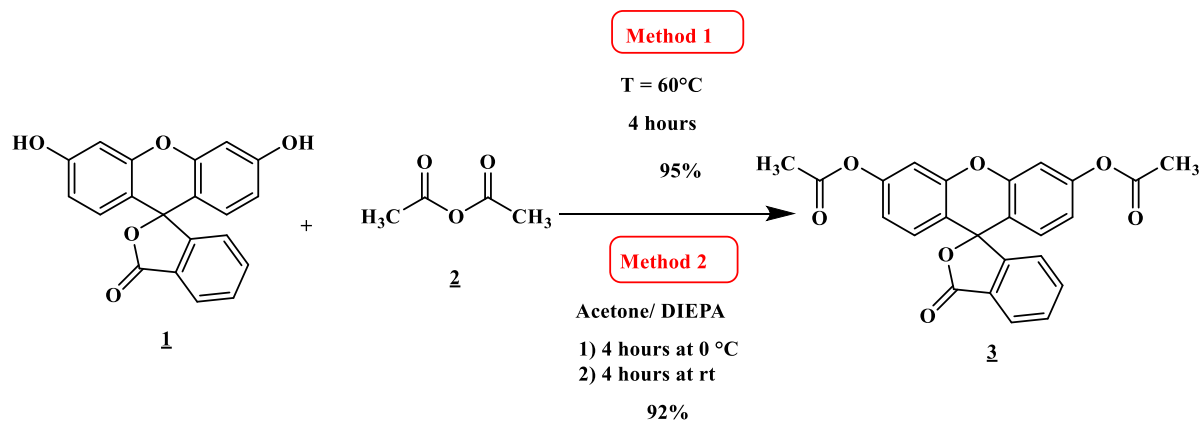 Method 1
T = 60°C
4 hours
95%
HO
O
OH
O
O
1
+
O
O
H3C
O
CH3
2
Method 2
Acetone/ DIEPA
1) 4 hours at 0 °C
2) 4 hours at rt
92%
CH3
O
O
O
O
CH3
O
O
O
3